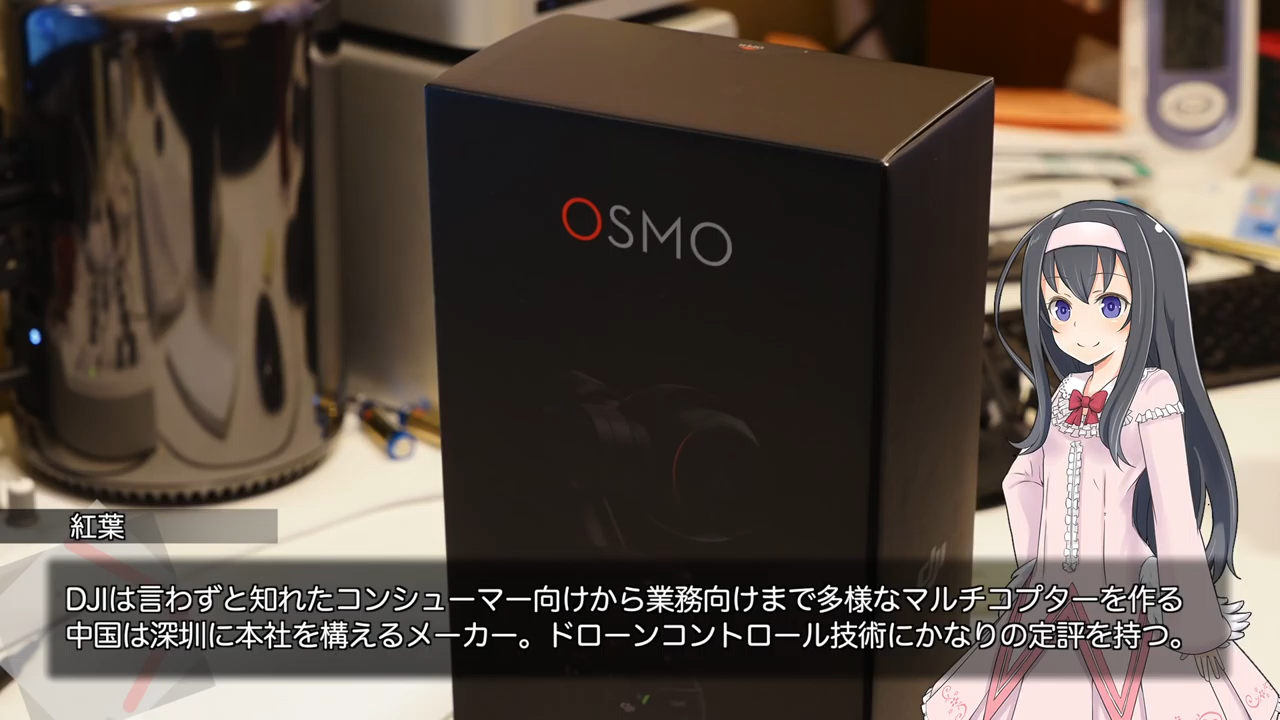 OSMO
dji
紅葉
DJIは言わずと知れたコンシューマー向けから業務向けまで多様なマルチコプターを作る
中国は深圳に本社を構えるメーカー。ドローンコントロール技術にかなりの定評を持つ。